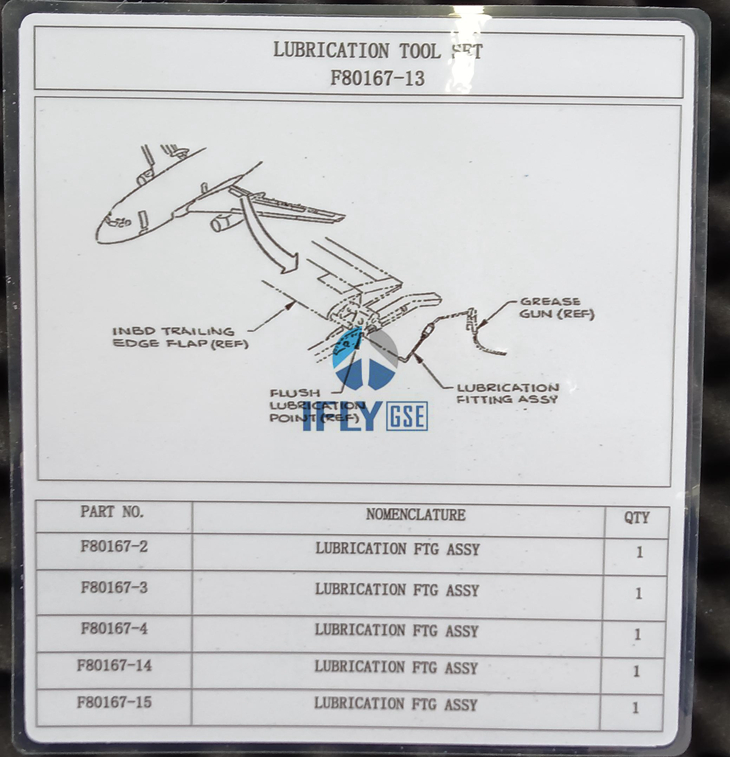 LUBRICATION TOOL SET
F80167-13
GREASE
GUN (REF)
INBD TRAILING
EDGE FLAP (REF)
LUBRICATION
FITTING ASSY
FLUSH
LUBRICATION
POINT (REF)
IFLY GSE
PART NO. NOMENCLATURE QTY
F80167-2 LUBRICATION FTG ASSY 1
F80167-3 LUBRICATION FTG ASSY 1
F80167-4 LUBRICATION FTG ASSY 1
F80167-14 LUBRICATION FTG ASSY 1
F80167-15 LUBRICATION FTG ASSY 1